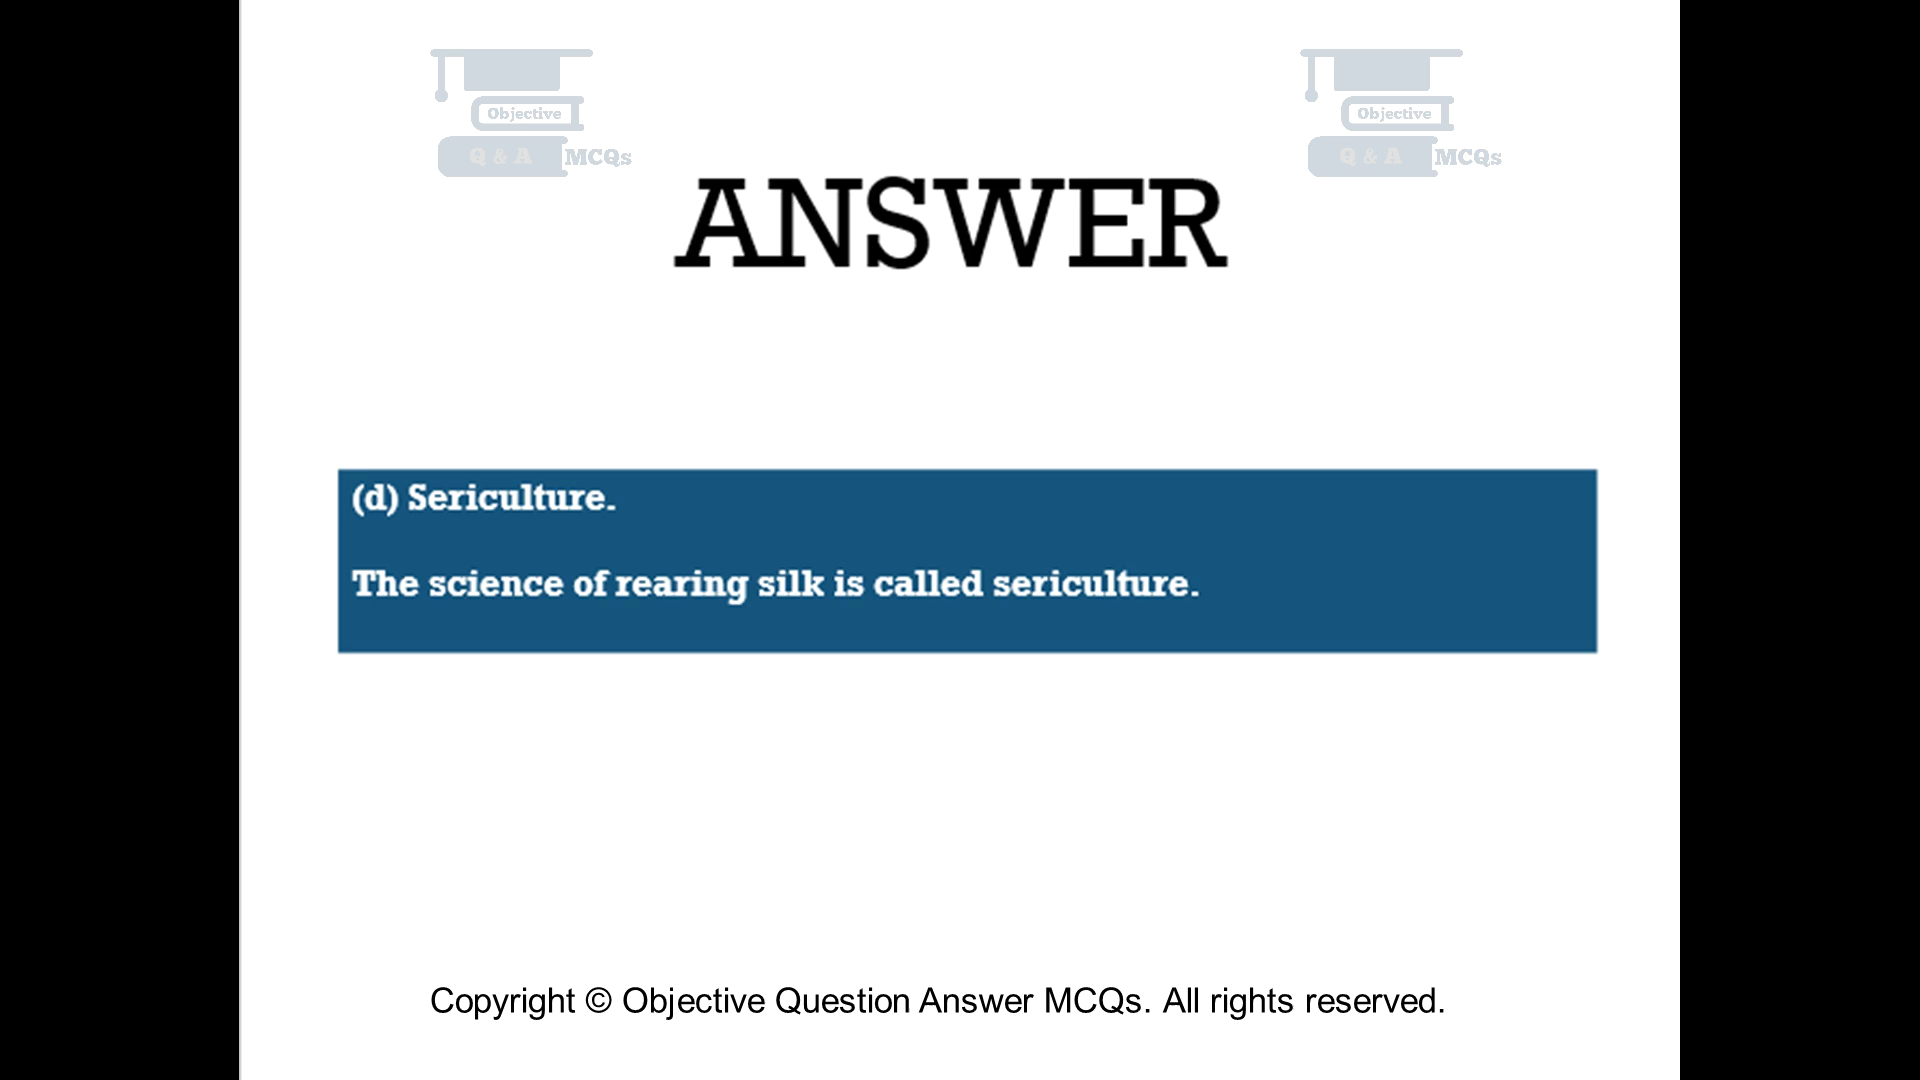 Objective
Q & A MCQs
Objective
Q & A MCQs
ANSWER
(d) Sericulture.
The science of rearing silk is called sericulture.
Copyright © Objective Question Answer MCQs. All rights reserved.